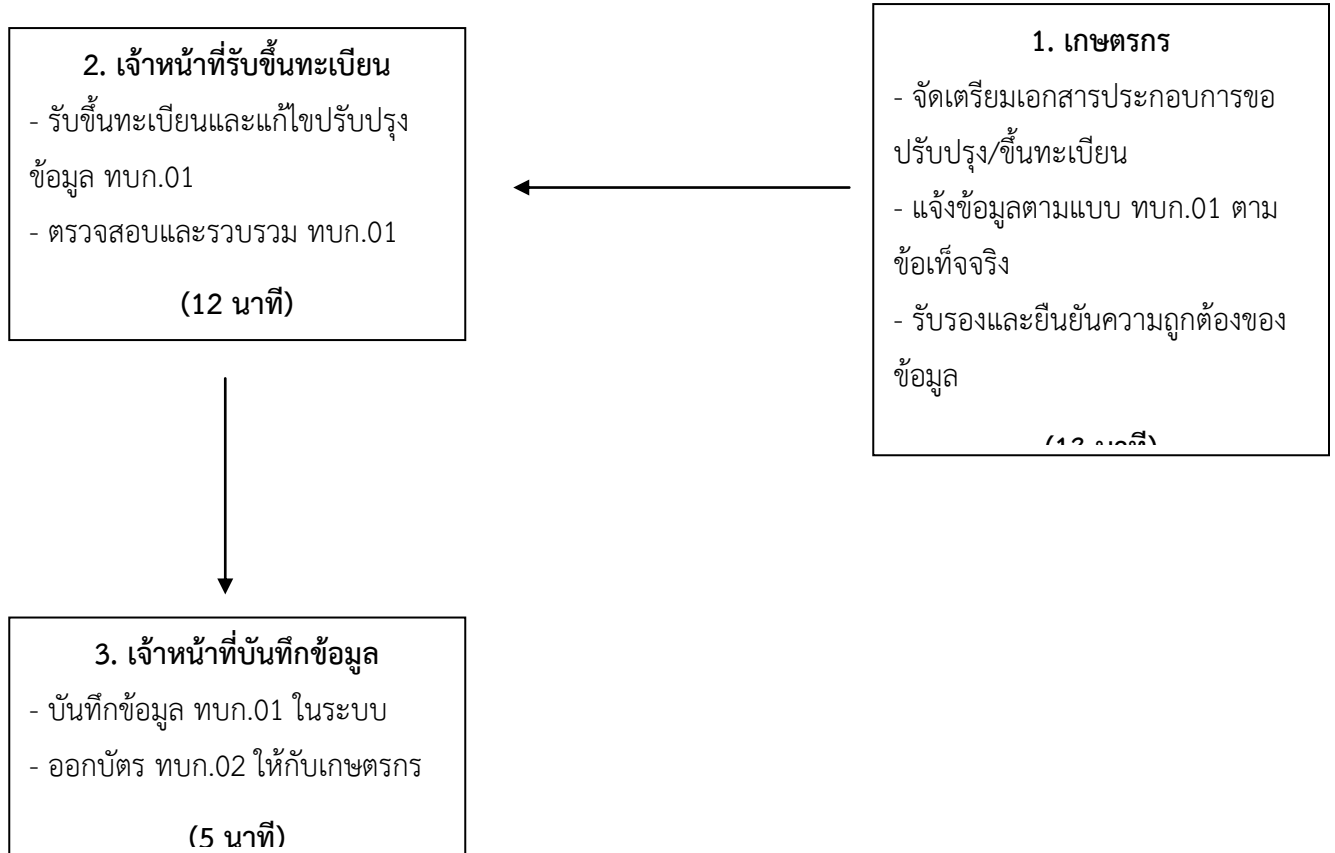 1. เกษตรกร
- จัดเตรียมเอกสารประกอบการขอ
ปรับปรุง/ขึ้นทะเบียน
- แจ้งข้อมูลตามแบบ ทบก.01 ตาม
ข้อเท็จจริง
- รับรองและยืนยันความถูกต้องของ
ข้อมูล
2. เจ้าหน้าที่รับขึ้นทะเบียน
- รับขึ้นทะเบียนและแก้ไขปรับปรุง
ข้อมูล ทบก.01
- ตรวจสอบและรวบรวม ทบก.01
(12 นาที)
3. เจ้าหน้าที่บันทึกข้อมูล
- บันทึกข้อมูล ทบก.01 ในระบบ
- ออกบัตร ทบก.02 ให้กับเกษตรกร
(5 นาที)